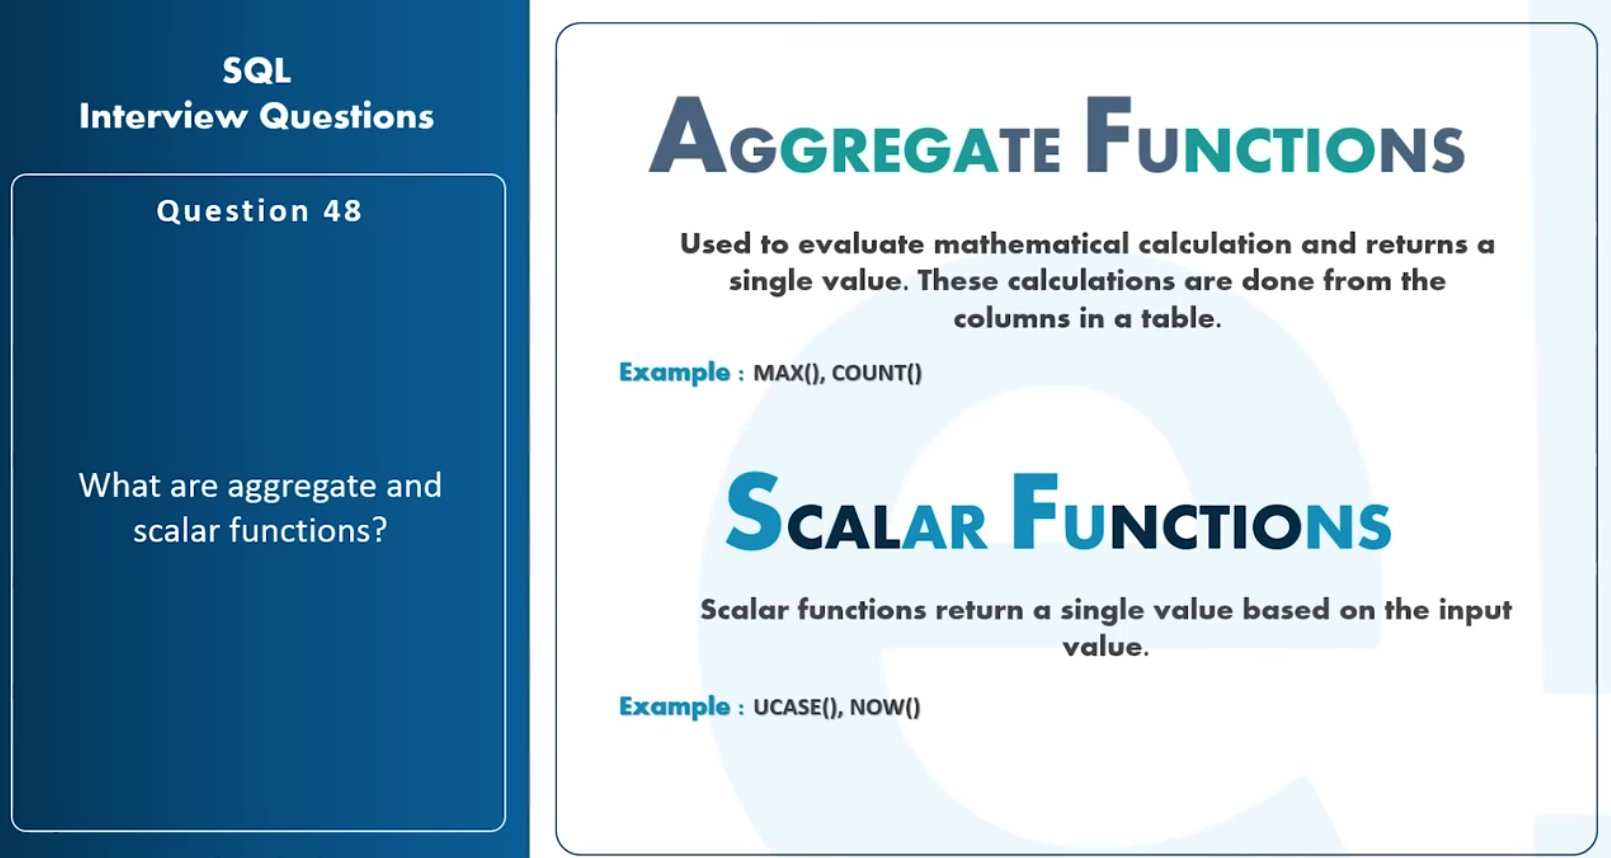 SQL
Interview Questions
Question 48
What are aggregate and
scalar functions?
AGGREGATE FUNCTIONS
Used to evaluate mathematical calculation and returns a
single value. These calculations are done from the
columns in a table.
Example : MAX(), COUNT()
SCALAR FUNCTIONS
Scalar functions return a single value based on the input
value.
Example : UCASE(), NOW()